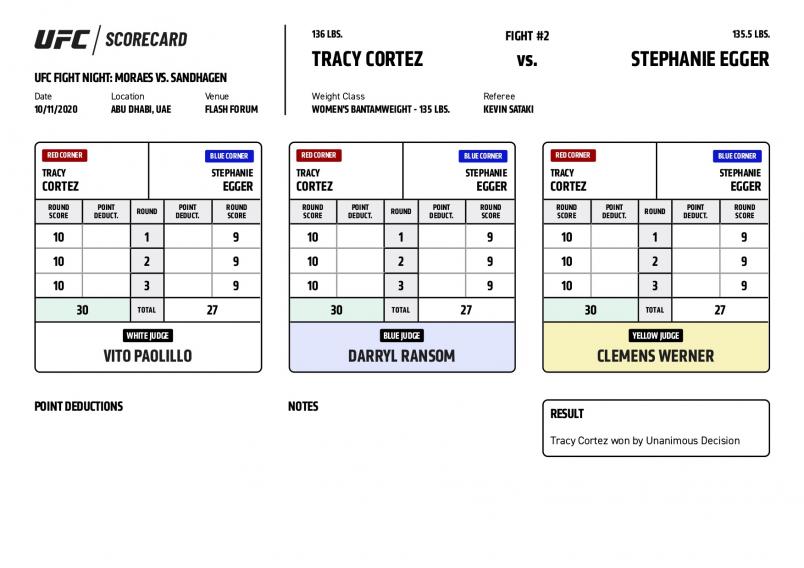 UFC SCORECARD
UFC FIGHT NIGHT: MORAES VS. SANDHAGEN
Date Location Venue
10/11/2020 ABU DHABI, UAE FLASH FORUM
136 LBS. FIGHT #2 135.5 LBS.
TRACY CORTEZ VS. STEPHANIE EGGER
Weight Class Referee
WOMEN'S BANTAMWEIGHT - 135 LBS. KEVIN SATAKI
RED CORNER BLUE CORNER
TRACY STEPHANIE
CORTEZ EGGER
ROUND SCORE POINT DEDUCT. ROUND POINT DEDUCT. ROUND SCORE
10 1 9
10 2 9
10 3 9
30 TOTAL 27
WHITE JUDGE
VITO PAOLILLO
RED CORNER BLUE CORNER
TRACY STEPHANIE
CORTEZ EGGER
ROUND SCORE POINT DEDUCT. ROUND POINT DEDUCT. ROUND SCORE
10 1 9
10 2 9
10 3 9
30 TOTAL 27
BLUE JUDGE
DARRYL RANSOM
RED CORNER BLUE CORNER
TRACY STEPHANIE
CORTEZ EGGER
ROUND SCORE POINT DEDUCT. ROUND POINT DEDUCT. ROUND SCORE
10 1 9
10 2 9
10 3 9
30 TOTAL 27
YELLOW JUDGE
CLEMENS WERNER
POINT DEDUCTIONS
NOTES
RESULT
Tracy Cortez won by Unanimous Decision